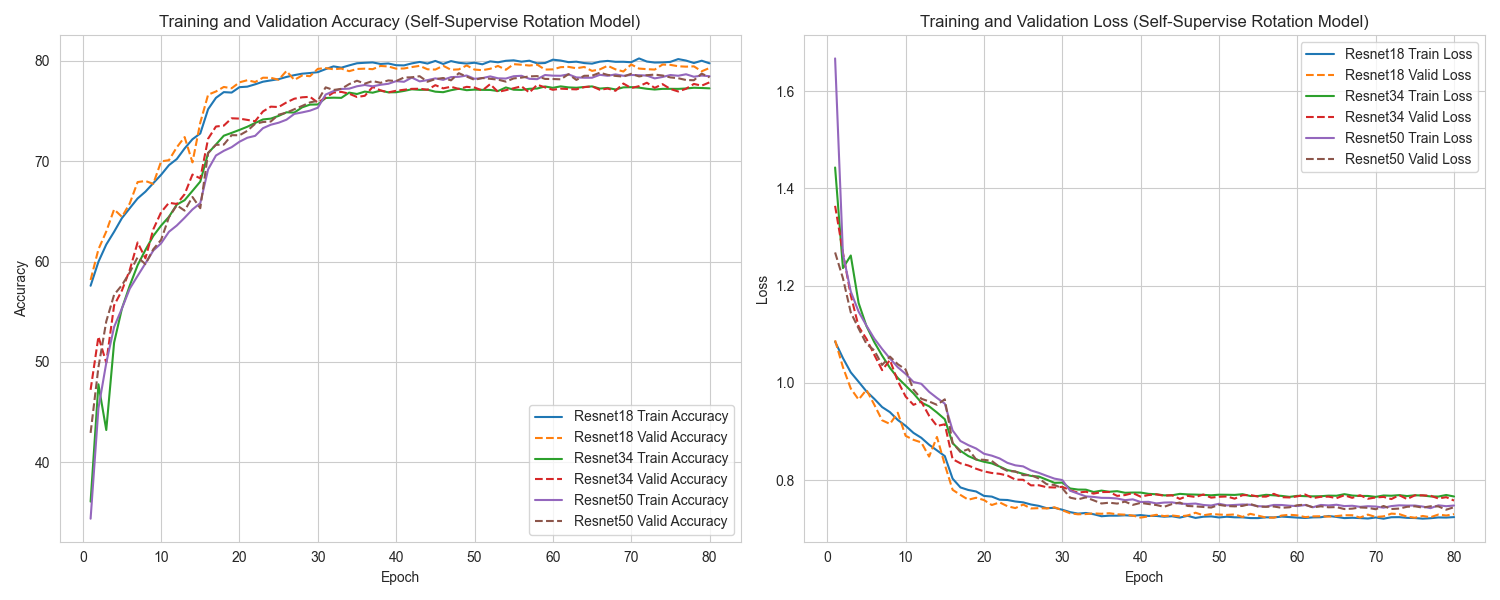 Training and Validation Accuracy (Self-Supervise Rotation Model)
Accuracy
80
70
60
50
40
0 10 20 30 40 50 60 70 80
Epoch
Resnet18 Train Accuracy
Resnet18 Valid Accuracy
Resnet34 Train Accuracy
Resnet34 Valid Accuracy
Resnet50 Train Accuracy
Resnet50 Valid Accuracy
Training and Validation Loss (Self-Supervise Rotation Model)
Loss
1.6
1.4
1.2
1.0
0.8
0 10 20 30 40 50 60 70 80
Epoch
Resnet18 Train Loss
Resnet18 Valid Loss
Resnet34 Train Loss
Resnet34 Valid Loss
Resnet50 Train Loss
Resnet50 Valid Loss